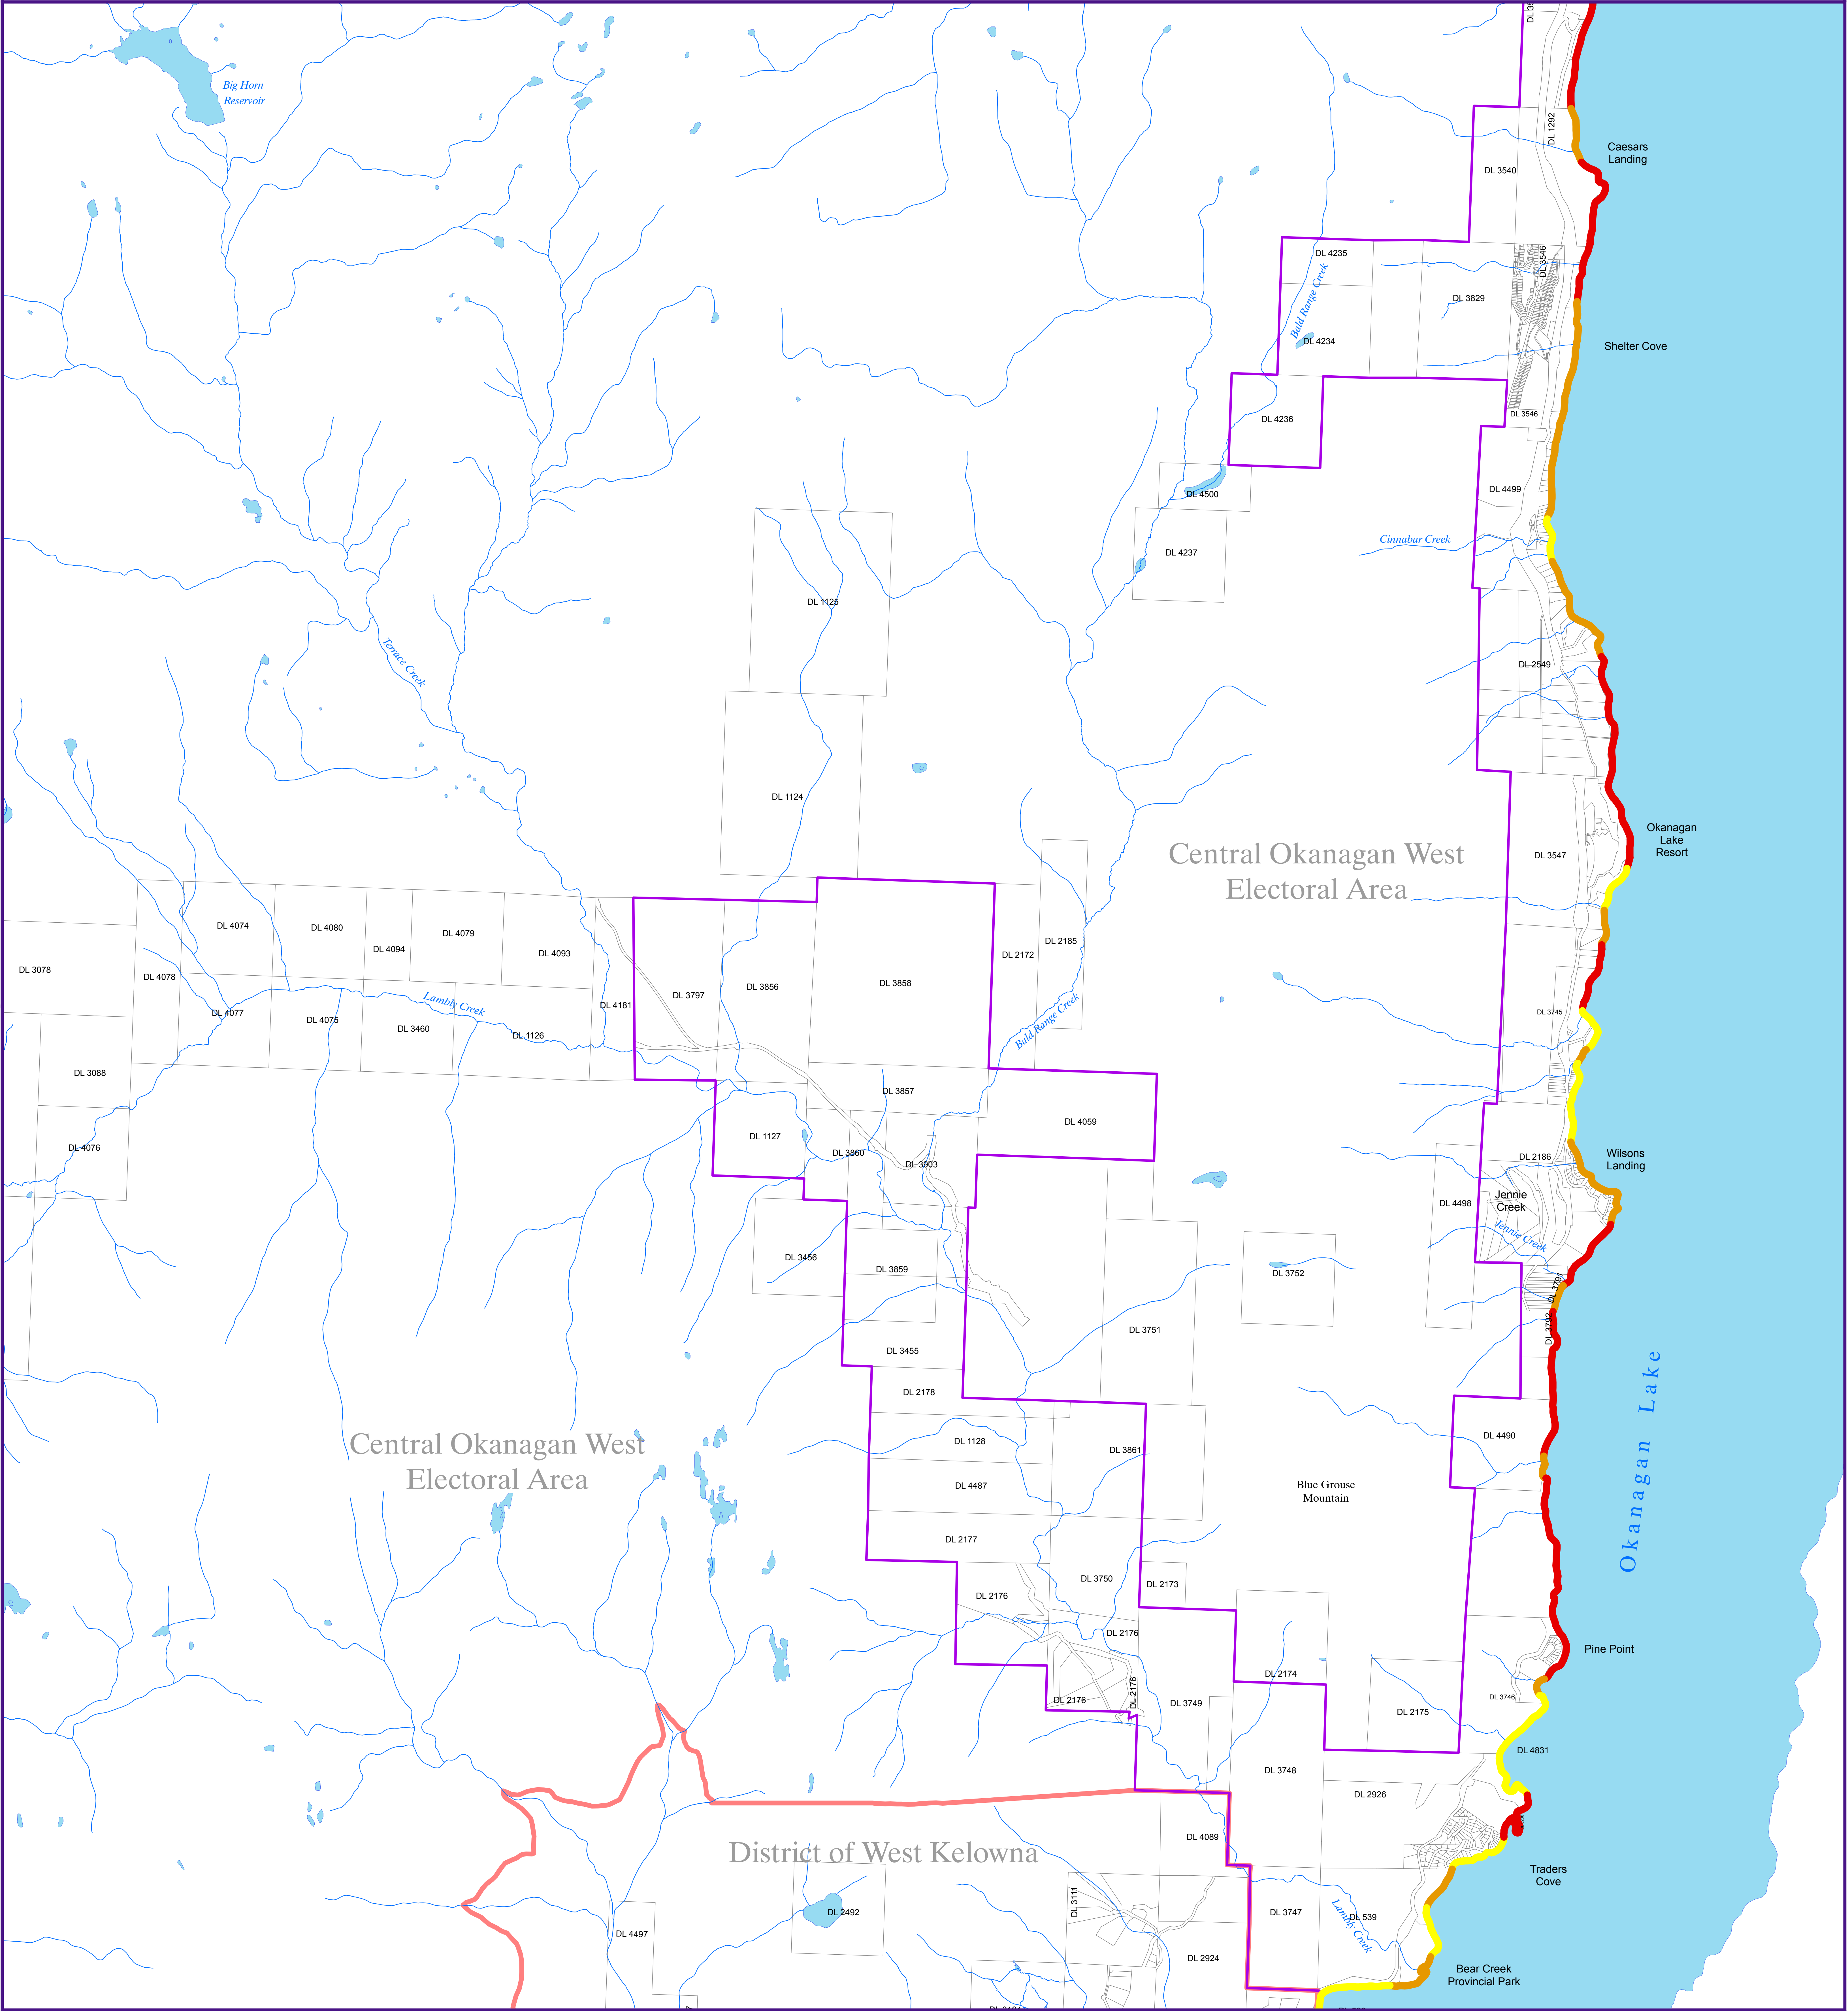 Big Horn
Reservoir
DL 1292
Caesars
Landing
DL 3540
DL 4235
DL 3546
Bald Range Creek
DL 3829
DL 4234
Shelter Cove
DL 4236
DL 3546
DL 4500
DL 4499
Cinnabar Creek
DL 4237
DL 1125
Terrace Creek
DL 2549
DL 1124
Okanagan
Lake
Resort
Central Okanagan West
Electoral Area
DL 3547
DL 4074
DL 4080
DL 4094
DL 4079
DL 4093
DL 2172
DL 2185
DL 3078
DL 4078
DL 3797
DL 3856
DL 3858
Lambly Creek
DL 4181
DL 4077
DL 4075
DL 3460
DL 1126
Bald Range Creek
DL 3745
DL 3088
DL 3857
DL 4059
DL 4076
DL 1127
DL 3860
DL 3903
DL 2186
Wilsons
Landing
DL 4498
Jennie
Creek
Jennie Creek
DL 3456
DL 3859
DL 3752
DL 3791
DL 3792
DL 3751
DL 3455
DL 2178
Okanagan Lake
Central Okanagan West
Electoral Area
DL 1128
DL 3861
DL 4490
DL 4487
Blue Grouse
Mountain
DL 2177
DL 3750
DL 2173
DL 2176
DL 2176
Pine Point
DL 2174
DL 2176
DL 2176
DL 3749
DL 3746
DL 2175
DL 4831
DL 3748
DL 2926
DL 4089
District of West Kelowna
Traders
Cove
DL 3111
DL 2492
DL 3747
DL 539
Lambly Creek
DL 4497
DL 2924
Bear Creek
Provincial Park